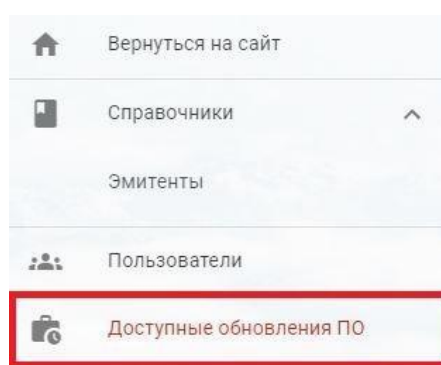 Вернуться на сайт
Справочники
Эмитенты
Пользователи
Доступные обновления ПО